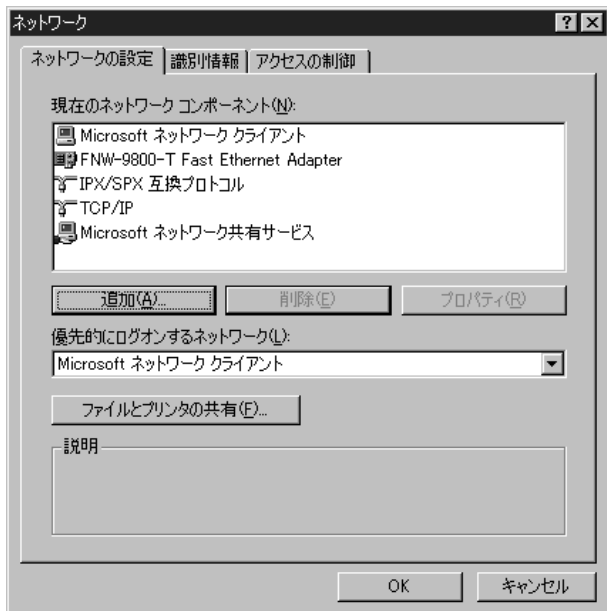 ネットワーク
ネットワークの設定 識別情報 アクセスの制御
現在のネットワーク コンポーネント(N):
Microsoft ネットワーク クライアント
FNW-9800-T Fast Ethernet Adapter
IPX/SPX 互換プロトコル
TCP/IP
Microsoft ネットワーク共有サービス
追加(A)... 削除(E) プロパティ(R)
優先的にログオンするネットワーク(L):
Microsoft ネットワーク クライアント
ファイルとプリンタの共有(F)...
説明
OK キャンセル